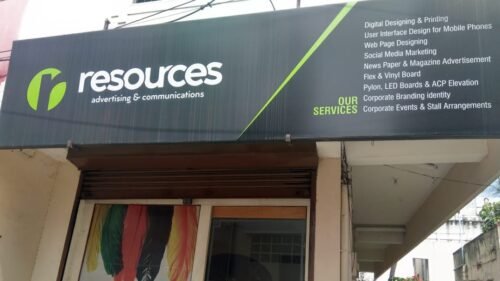 r resources
advertising & communications
OUR
SERVICES
Digital Designing & Printing
User Interface Design for Mobile Phones
Web Page Designing
Social Media Marketing
News Paper & Magazine Advertisement
Flex & Vinyl Board
Pylon, LED Boards & ACP Elevation
Corporate Branding identity
Corporate Events & Stall Arrangements